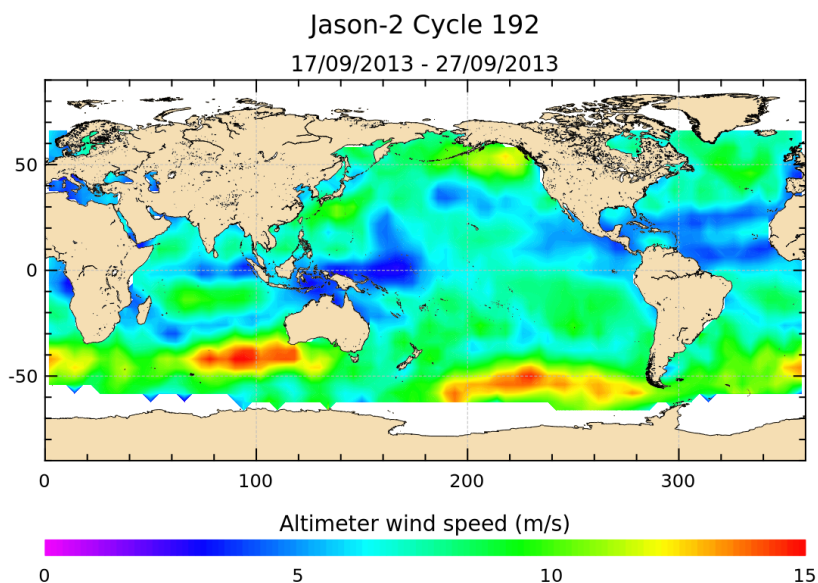 Jason-2 Cycle 192
17/09/2013 - 27/09/2013
50
0
-50
0 100 200 300
Altimeter wind speed (m/s)
0 5 10 15